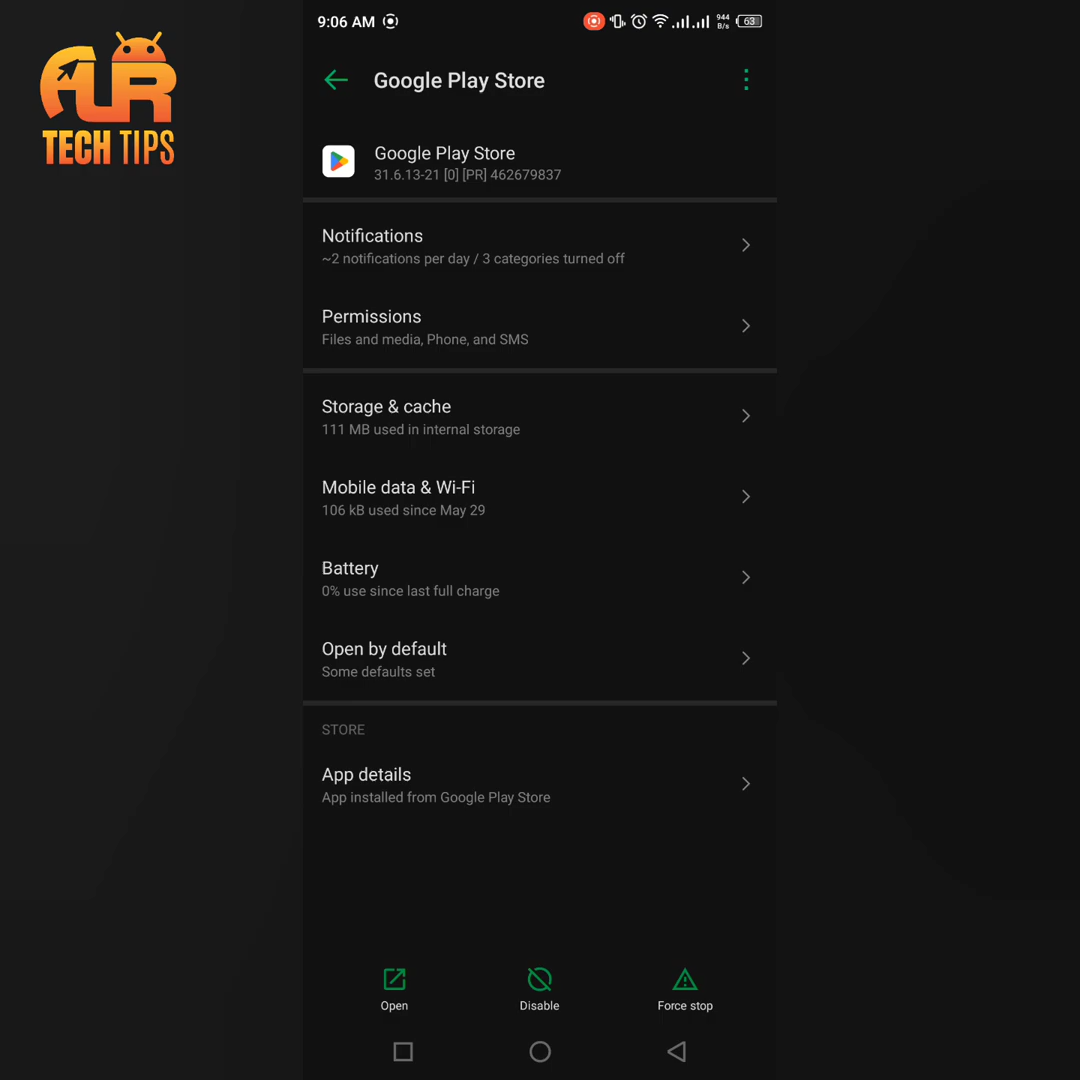 ALR
TECH TIPS
9:06 AM
944
B/s
63
Google Play Store
Google Play Store
31.6.13-21 [0] [PR] 462679837
Notifications
~2 notifications per day / 3 categories turned off
Permissions
Files and media, Phone, and SMS
Storage & cache
111 MB used in internal storage
Mobile data & Wi-Fi
106 kB used since May 29
Battery
0% use since last full charge
Open by default
Some defaults set
STORE
App details
App installed from Google Play Store
Open
Disable
Force stop